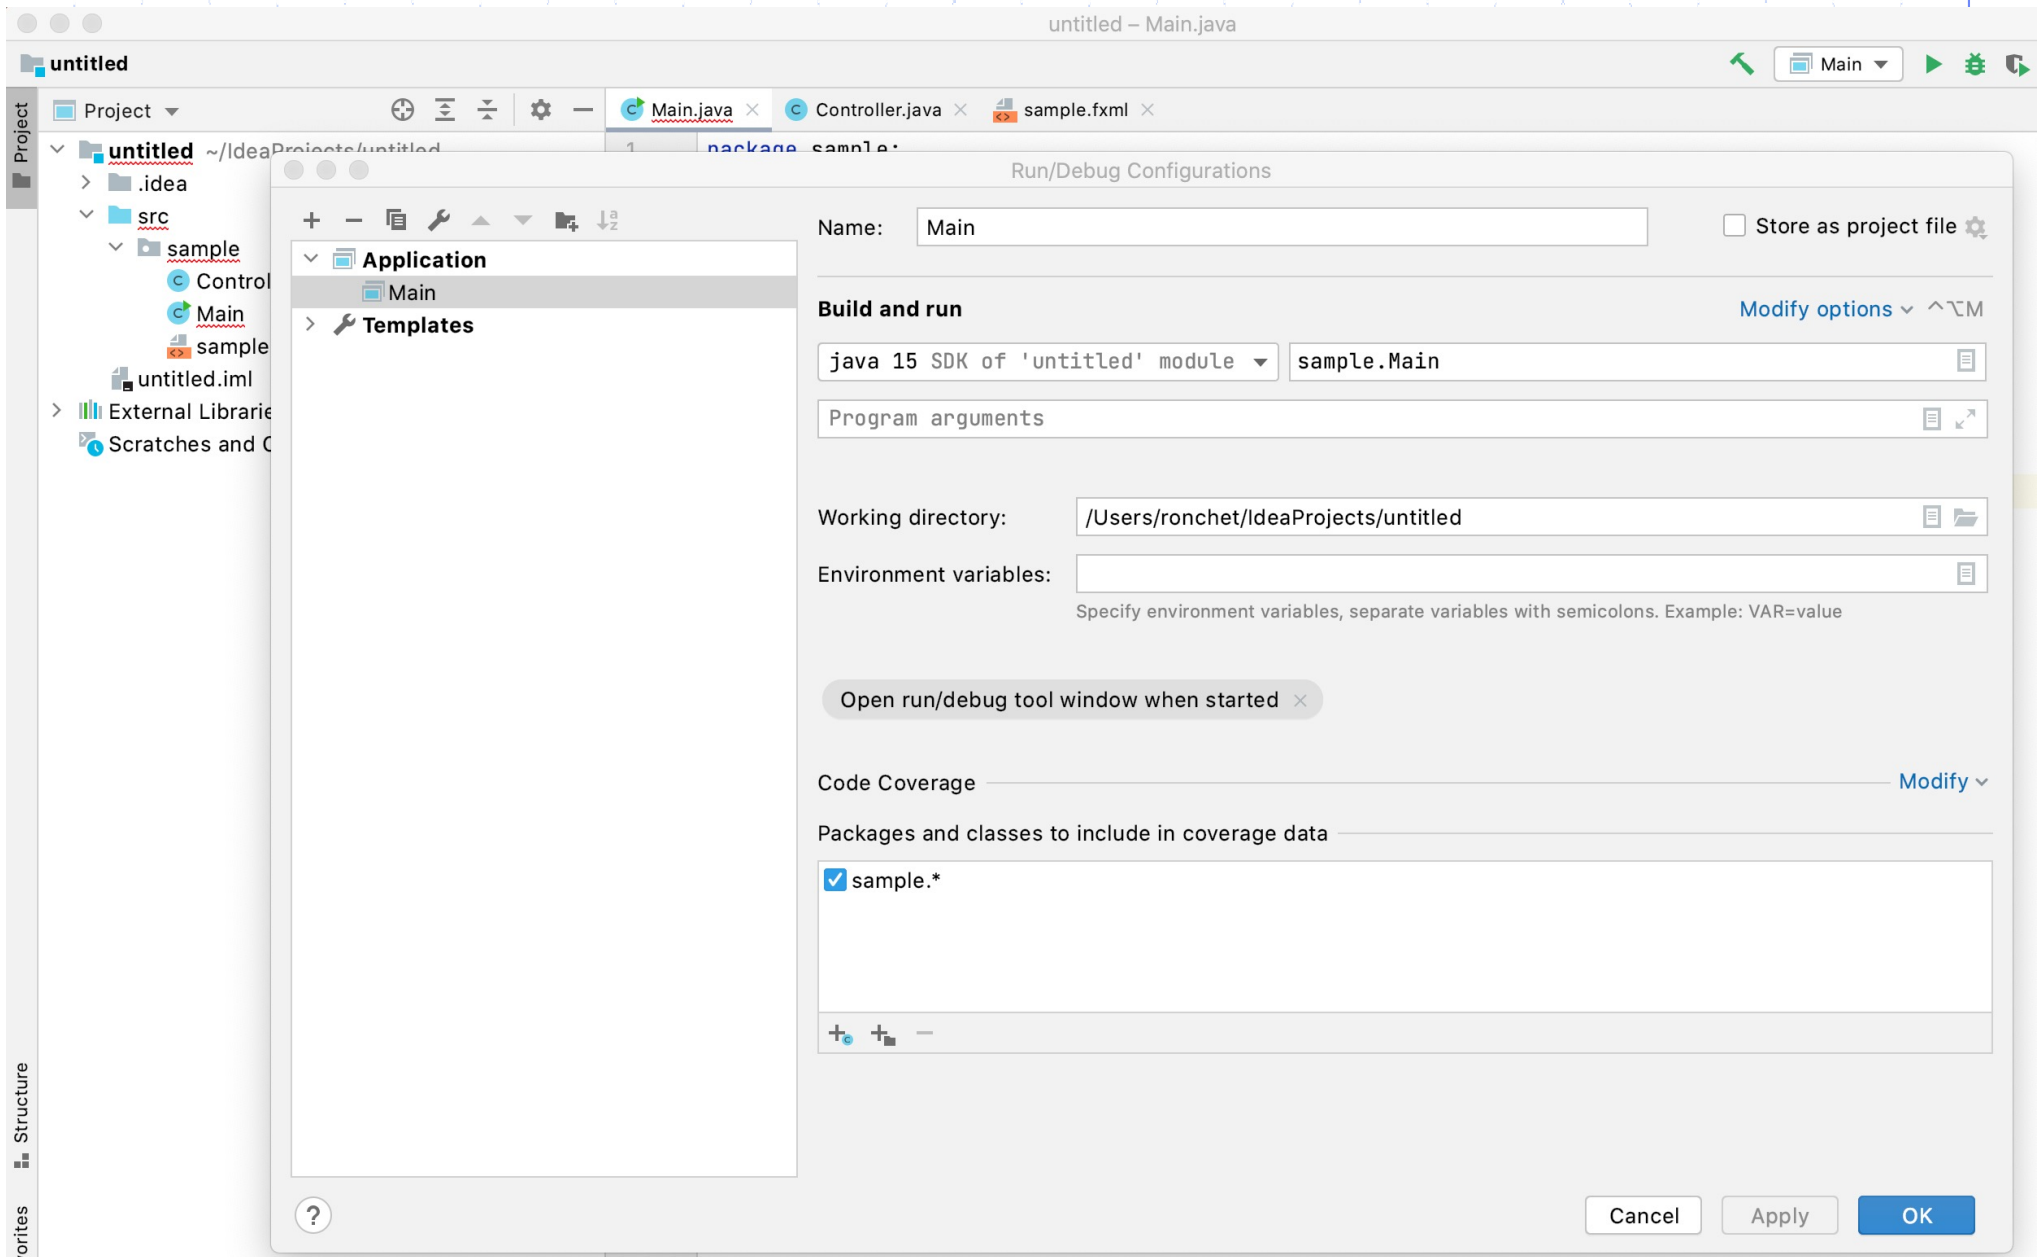 untitled – Main.java
untitled
Main
Project
Project
Main.java
Controller.java
sample.fxml
untitled ~/IdeaProjects/untitled
1 package sample;
.idea
src
sample
Control
Main
sample
untitled.iml
External Librarie
Scratches and C
Structure
orites
Run/Debug Configurations
Application
Main
Templates
Name: Main
Store as project file
Build and run
Modify options ⌃⌥M
java 15 SDK of 'untitled' module
sample.Main
Program arguments
Working directory: /Users/ronchet/IdeaProjects/untitled
Environment variables:
Specify environment variables, separate variables with semicolons. Example: VAR=value
Open run/debug tool window when started
Code Coverage
Modify
Packages and classes to include in coverage data
sample.*
?
Cancel
Apply
OK